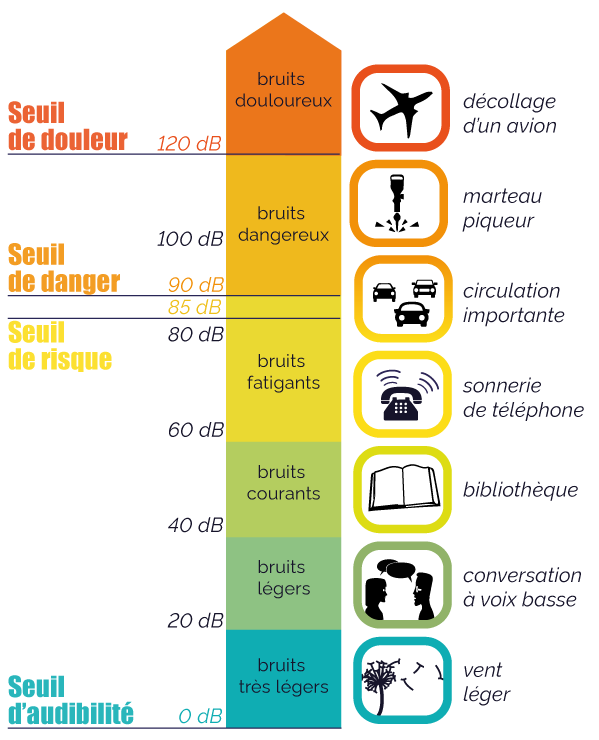 bruits
douloureux
Seuil
de douleur
120 dB
décollage
d'un avion
bruits
dangereux
100 dB
marteau
piqueur
Seuil
de danger
90 dB
85 dB
circulation
importante
Seuil
de risque
80 dB
bruits
fatigants
60 dB
sonnerie
de téléphone
bruits
courants
40 dB
bibliothèque
bruits
légers
20 dB
conversation
à voix basse
bruits
très légers
Seuil
d'audibilité
0 dB
vent
léger